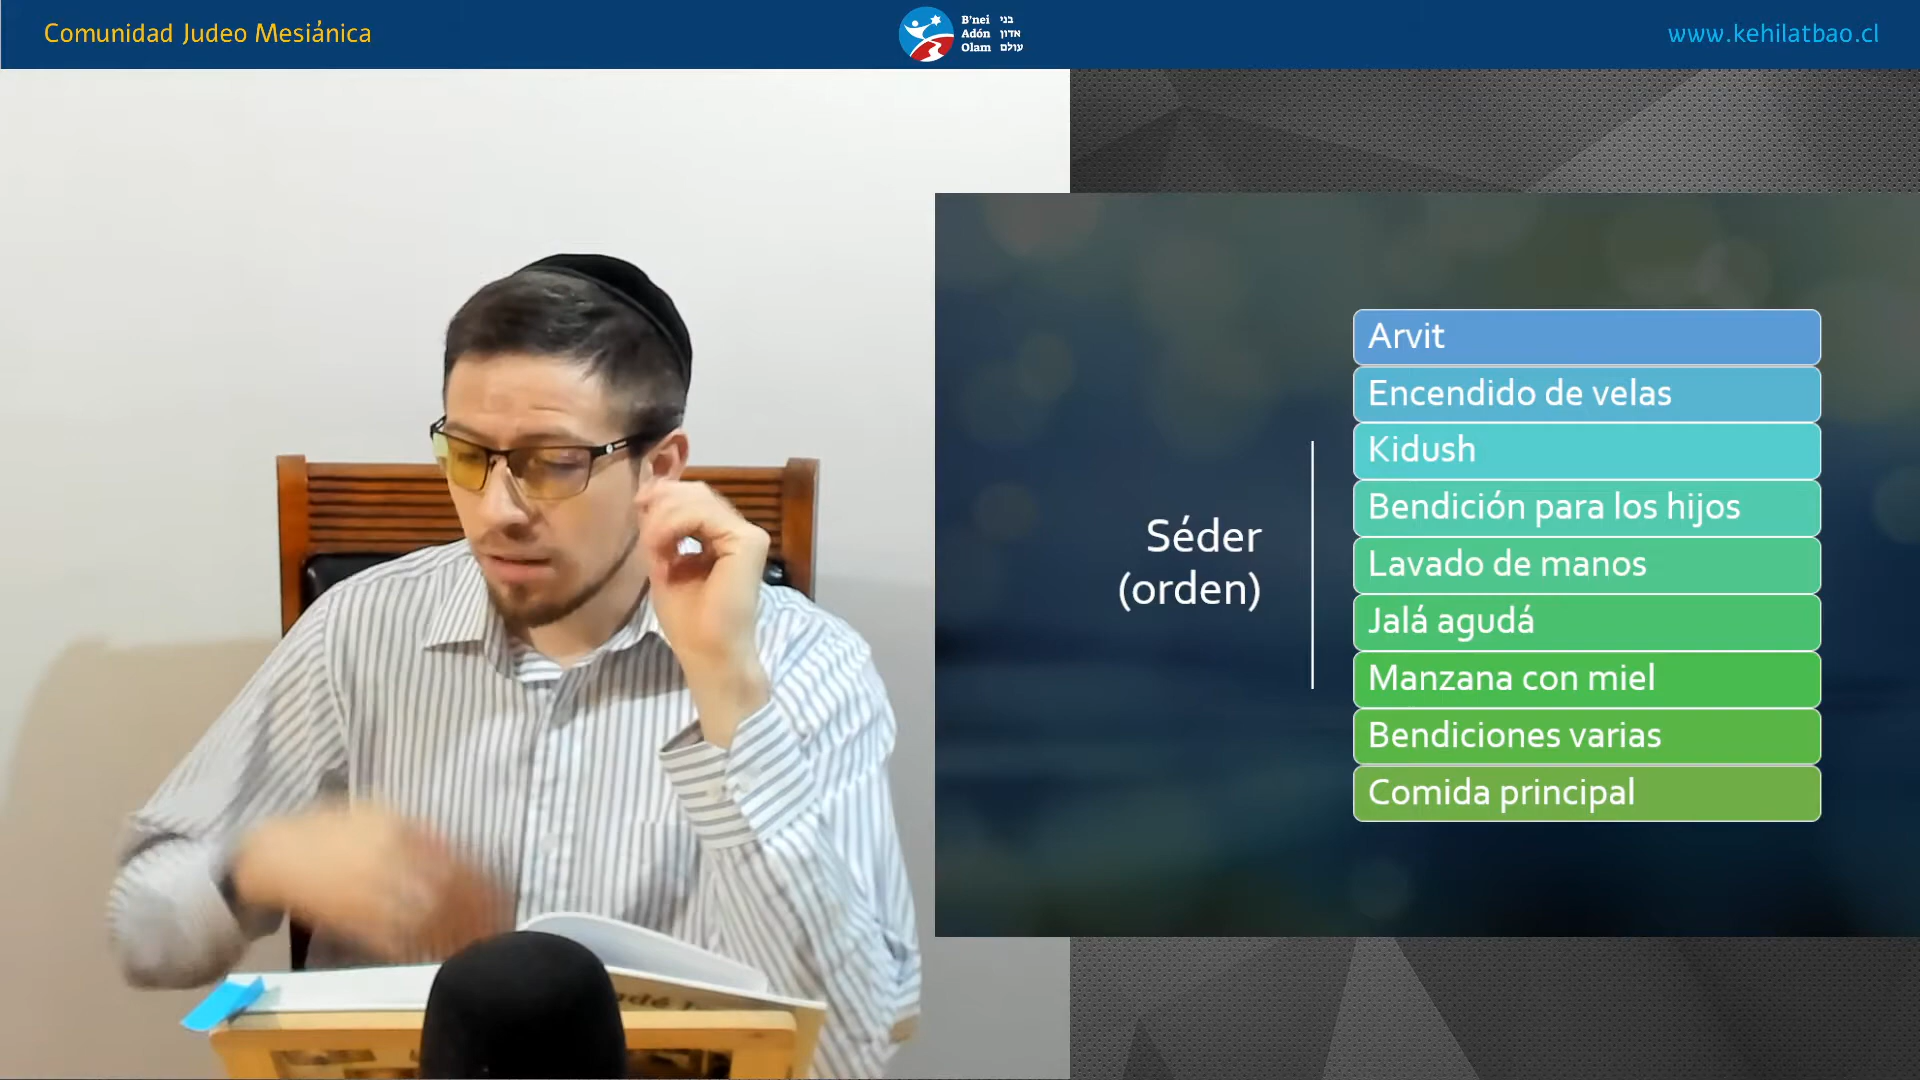 Comunidad Judeo Mesiánica
B'nei
Adón
Olam
בני
אדון
עולם
www.kehilatbao.cl
Séder
(orden)
Arvit
Encendido de velas
Kidush
Bendición para los hijos
Lavado de manos
Jalá agudá
Manzana con miel
Bendiciones varias
Comida principal